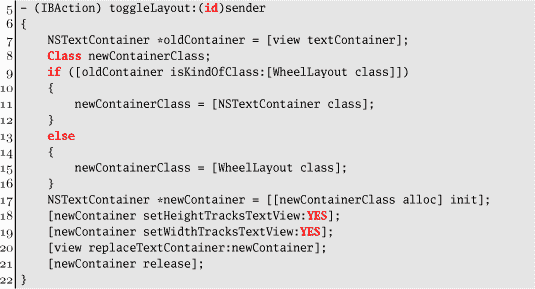 5 - (IBAction) toggleLayout:(id)sender
6 {
7     NSTextContainer *oldContainer = [view textContainer];
8     Class newContainerClass;
9     if ([oldContainer isKindOfClass:[WheelLayout class]])
10     {
11         newContainerClass = [NSTextContainer class];
12     }
13     else
14     {
15         newContainerClass = [WheelLayout class];
16     }
17     NSTextContainer *newContainer = [[newContainerClass alloc] init];
18     [newContainer setHeightTracksTextView:YES];
19     [newContainer setWidthTracksTextView:YES];
20     [view replaceTextContainer:newContainer];
21     [newContainer release];
22 }